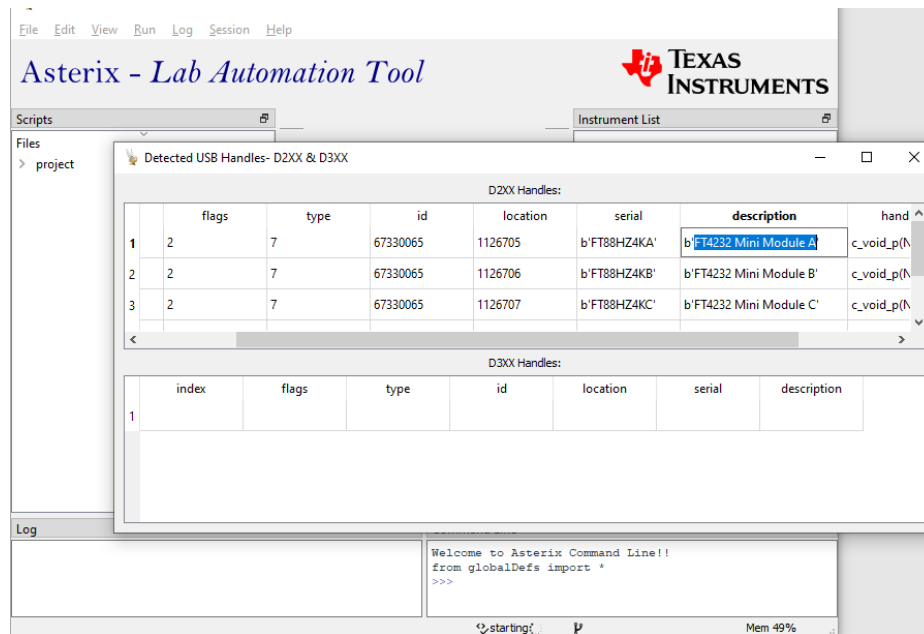 File Edit View Run Log Session Help
Asterix - Lab Automation Tool
TEXAS
INSTRUMENTS
Scripts
Instrument List
Files
project
Detected USB Handles- D2XX & D3XX
D2XX Handles:
flags type id location serial description hand
1 2 7 67330065 1126705 b'FT88HZ4KA' b'FT4232 Mini Module A' c_void_p(N
2 2 7 67330065 1126706 b'FT88HZ4KB' b'FT4232 Mini Module B' c_void_p(N
3 2 7 67330065 1126707 b'FT88HZ4KC' b'FT4232 Mini Module C' c_void_p(N
D3XX Handles:
index flags type id location serial description
1
Log
Welcome to Asterix Command Line!!
from globalDefs import *
>>>
starting
Mem 49%